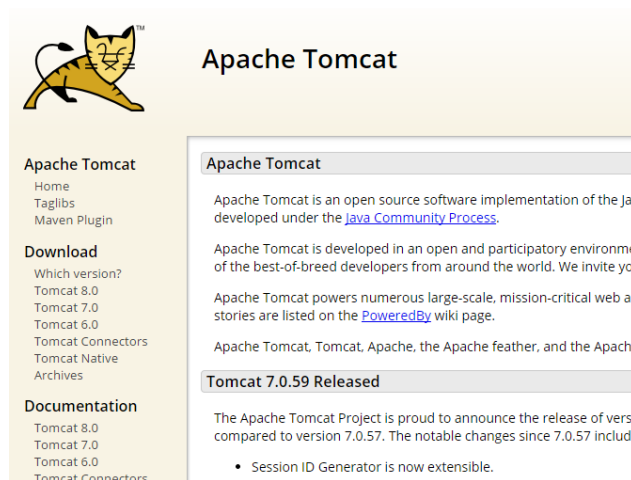 TM
Apache Tomcat
Apache Tomcat
Home
Taglibs
Maven Plugin
Download
Which version?
Tomcat 8.0
Tomcat 7.0
Tomcat 6.0
Tomcat Connectors
Tomcat Native
Archives
Documentation
Tomcat 8.0
Tomcat 7.0
Tomcat 6.0
Tomcat Connectors
Apache Tomcat
Apache Tomcat is an open source software implementation of the Ja
developed under the Java Community Process.
Apache Tomcat is developed in an open and participatory environme
of the best-of-breed developers from around the world. We invite yo
Apache Tomcat powers numerous large-scale, mission-critical web a
stories are listed on the PoweredBy wiki page.
Apache Tomcat, Tomcat, Apache, the Apache feather, and the Apach
Tomcat 7.0.59 Released
The Apache Tomcat Project is proud to announce the release of vers
compared to version 7.0.57. The notable changes since 7.0.57 includ
• Session ID Generator is now extensible.